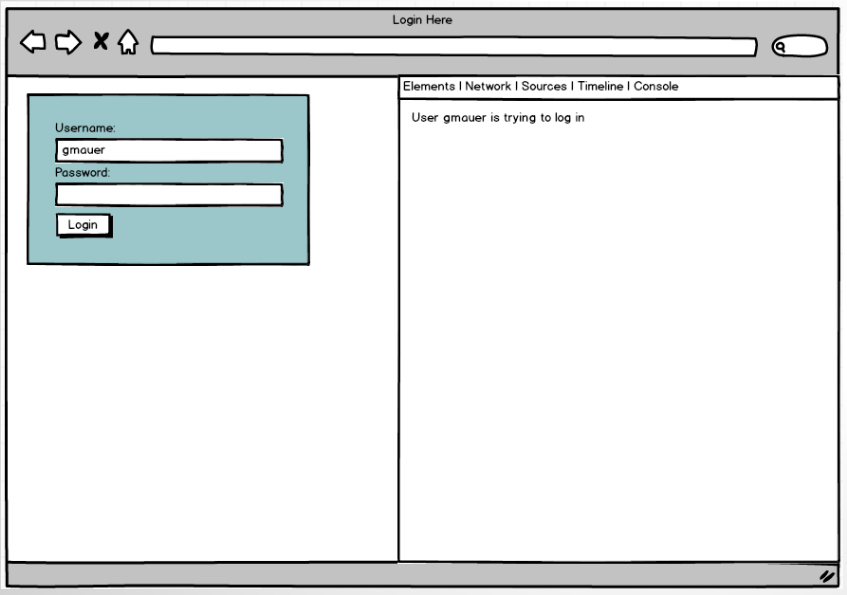 Login Here
Elements | Network | Sources | Timeline | Console
User gmauer is trying to log in
Username:
gmauer
Password:
Login